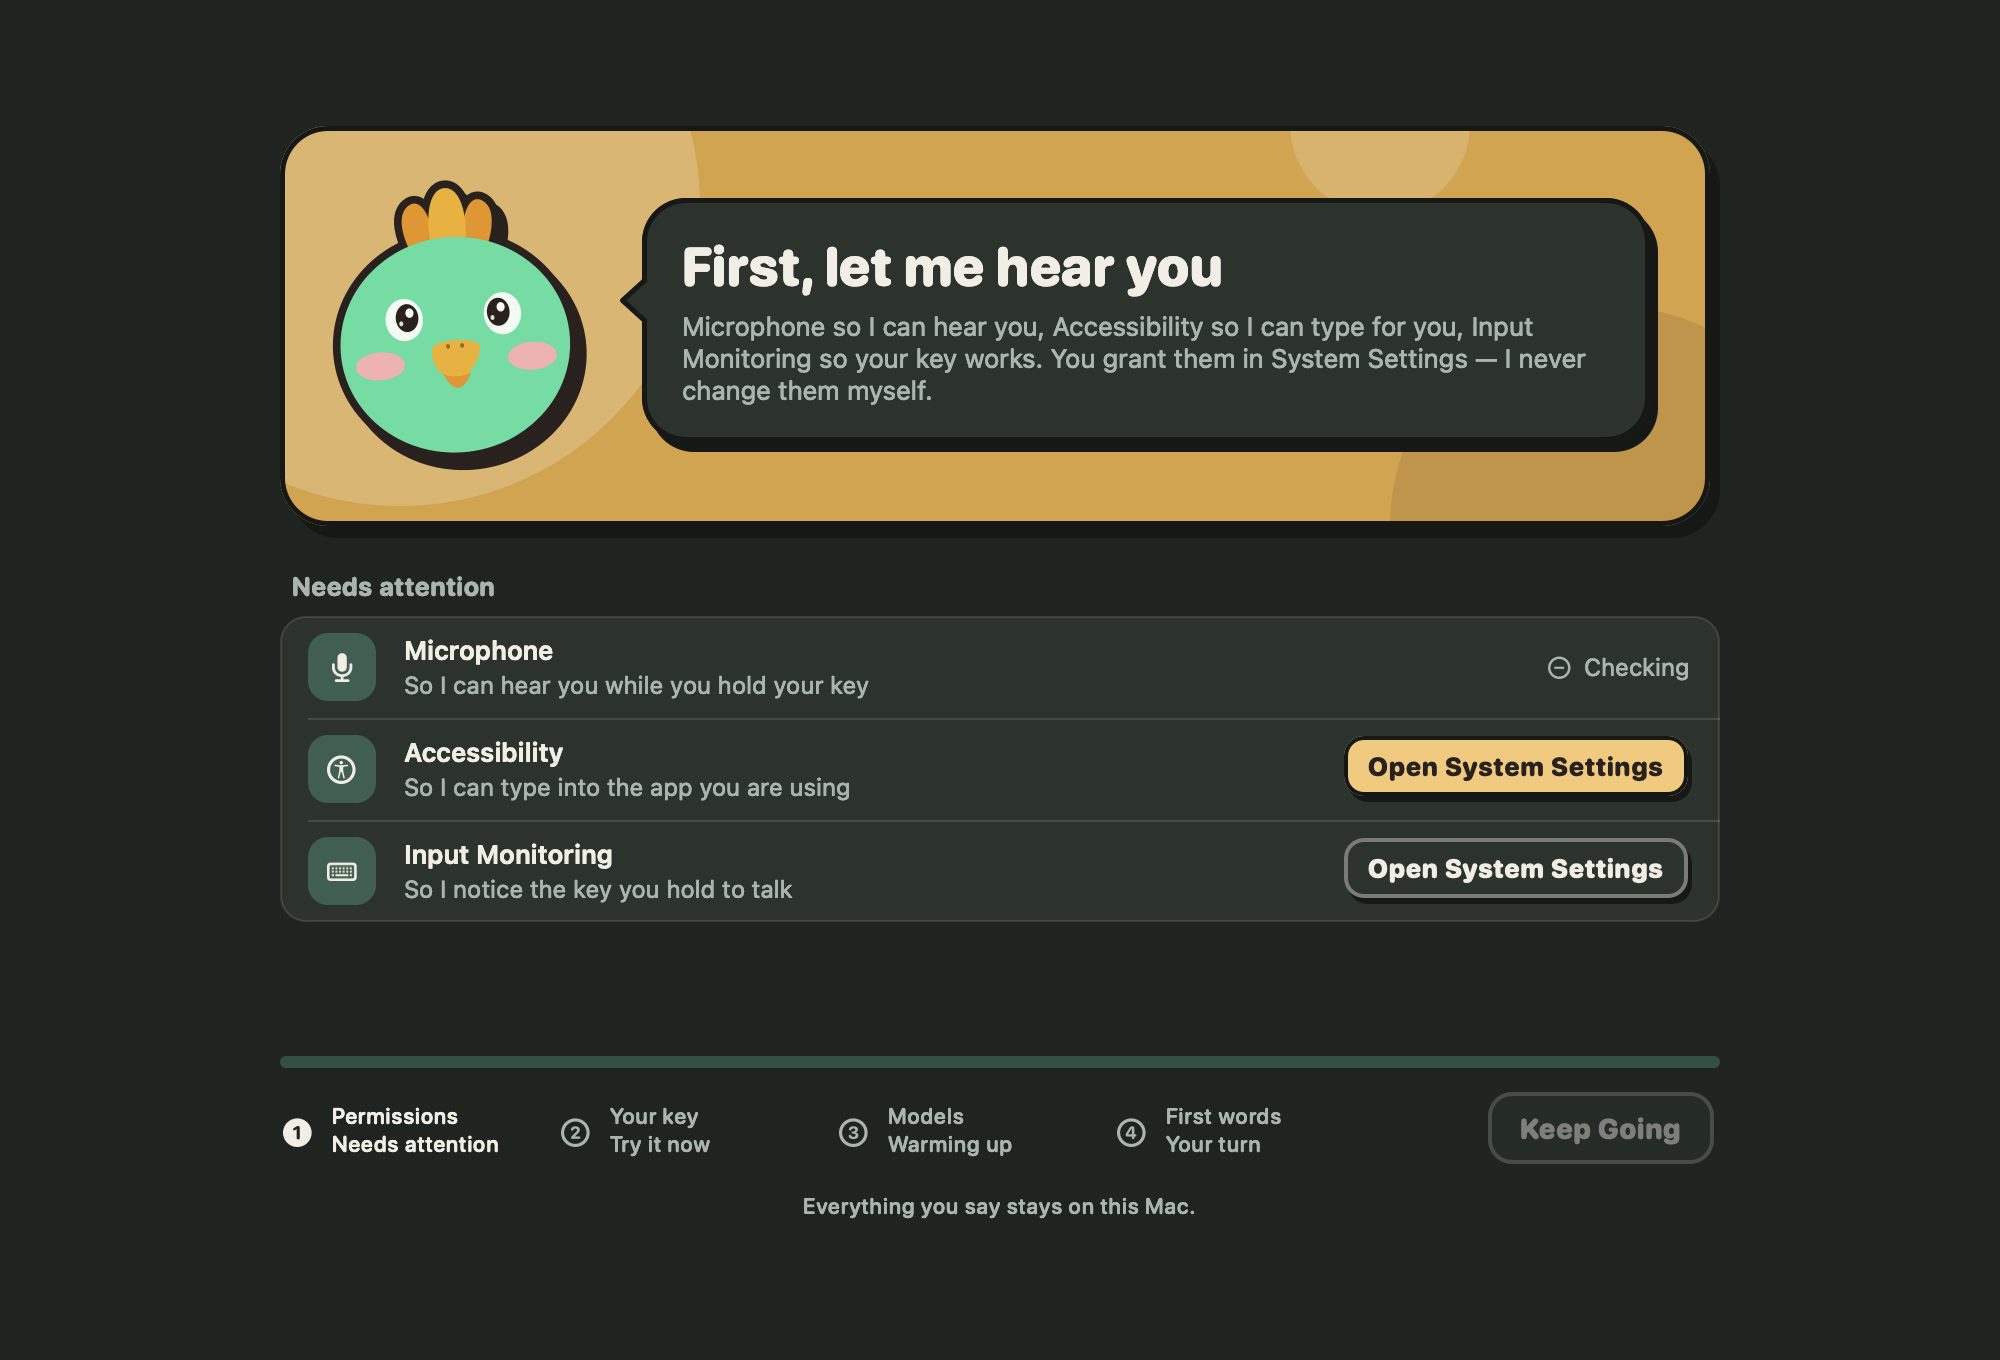 First, let me hear you
Microphone so I can hear you, Accessibility so I can type for you, Input
Monitoring so your key works. You grant them in System Settings — I never
change them myself.
Needs attention
Microphone
So I can hear you while you hold your key
Checking
Accessibility
So I can type into the app you are using
Open System Settings
Input Monitoring
So I notice the key you hold to talk
Open System Settings
1
Permissions
Needs attention
2
Your key
Try it now
3
Models
Warming up
4
First words
Your turn
Keep Going
Everything you say stays on this Mac.